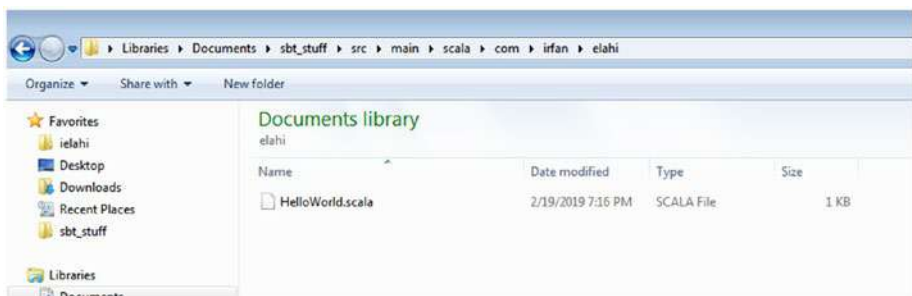 Libraries Documents sbt_stuff src main scala com irfan elahi
Organize Share with New folder
Favorites
ielahi
Desktop
Downloads
Recent Places
sbt_stuff
Libraries
Documents
Documents library
elahi
Name Date modified Type Size
HelloWorld.scala 2/19/2019 7:16 PM SCALA File 1 KB